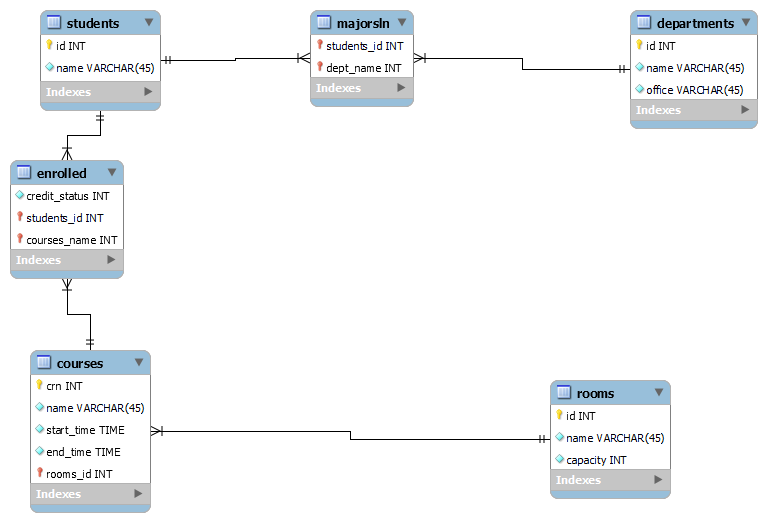 students
id INT
name VARCHAR(45)
Indexes
majorsIn
students_id INT
dept_name INT
Indexes
departments
id INT
name VARCHAR(45)
office VARCHAR(45)
Indexes
enrolled
credit_status INT
students_id INT
courses_name INT
Indexes
courses
crn INT
name VARCHAR(45)
start_time TIME
end_time TIME
rooms_id INT
Indexes
rooms
id INT
name VARCHAR(45)
capacity INT
Indexes